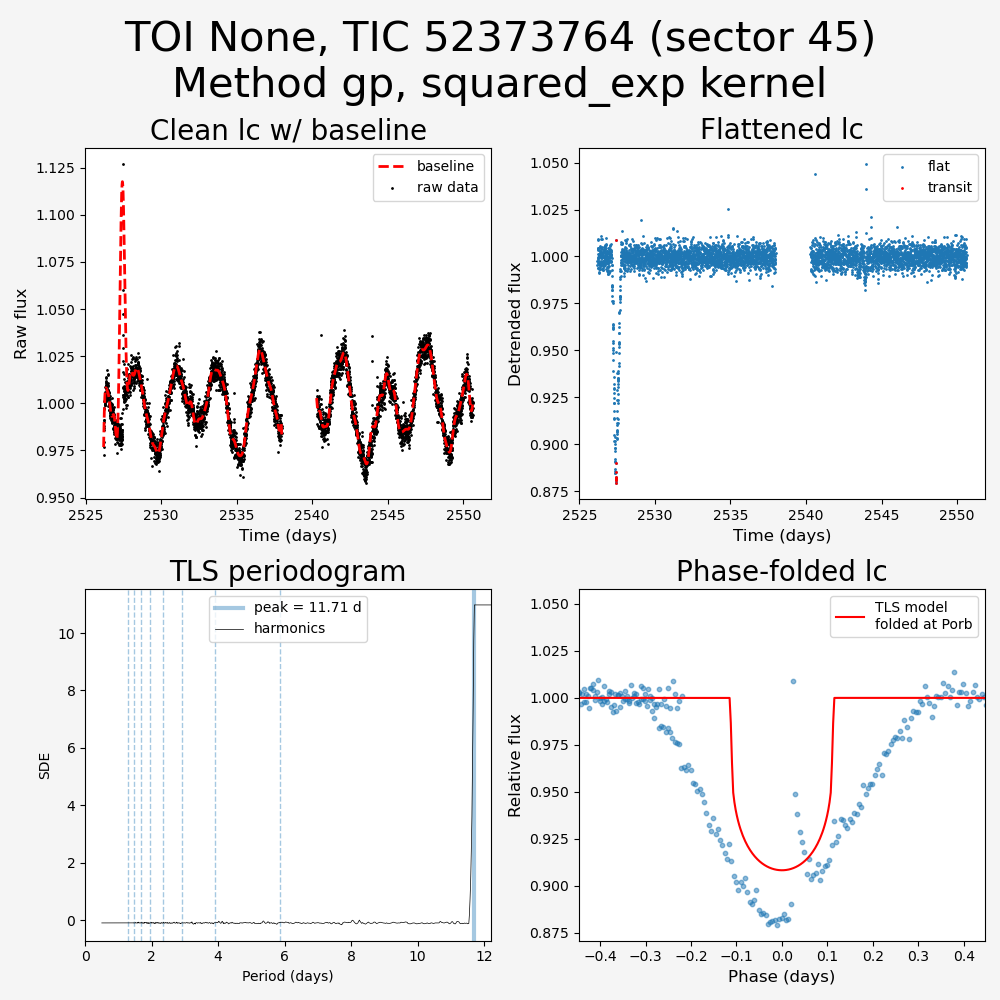 TOI None, TIC 52373764 (sector 45)
Method gp, squared_exp kernel
Clean lc w/ baseline
baseline
raw data
1.125
1.100
1.075
1.050
1.025
1.000
0.975
0.950
Raw flux
2525
2530
2535
2540
2545
2550
Time (days)
Flattened lc
flat
transit
1.050
1.025
1.000
0.975
0.950
0.925
0.900
0.875
Detrended flux
2525
2530
2535
2540
2545
2550
Time (days)
TLS periodogram
peak = 11.71 d
harmonics
10
8
6
4
2
0
SDE
0
2
4
6
8
10
12
Period (days)
Phase-folded lc
TLS model
folded at Porb
1.050
1.025
1.000
0.975
0.950
0.925
0.900
0.875
Relative flux
−0.4
−0.3
−0.2
−0.1
0.0
0.1
0.2
0.3
0.4
Phase (days)